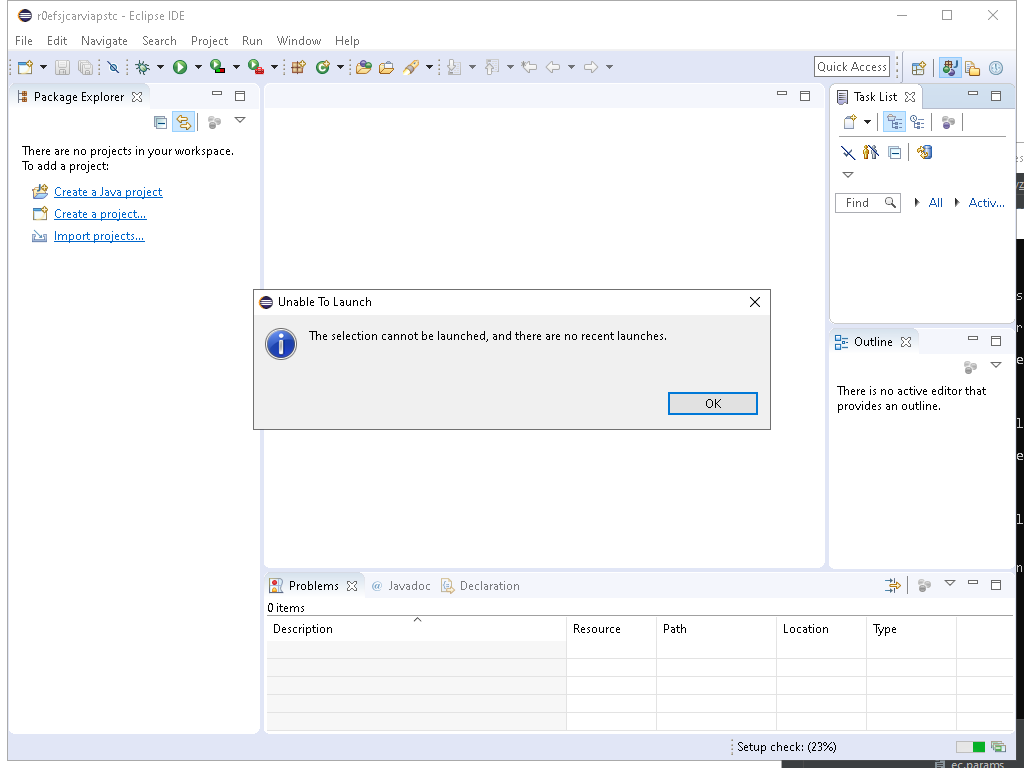 r0efsjcarviapstc - Eclipse IDE
File Edit Navigate Search Project Run Window Help
Quick Access
Package Explorer
There are no projects in your workspace.
To add a project:
Create a Java project
Create a project...
Import projects...
Task List
Find
All
Activ...
Unable To Launch
The selection cannot be launched, and there are no recent launches.
OK
Outline
There is no active editor that
provides an outline.
Problems @ Javadoc Declaration
0 items
Description Resource Path Location Type
Setup check: (23%)
ec.params